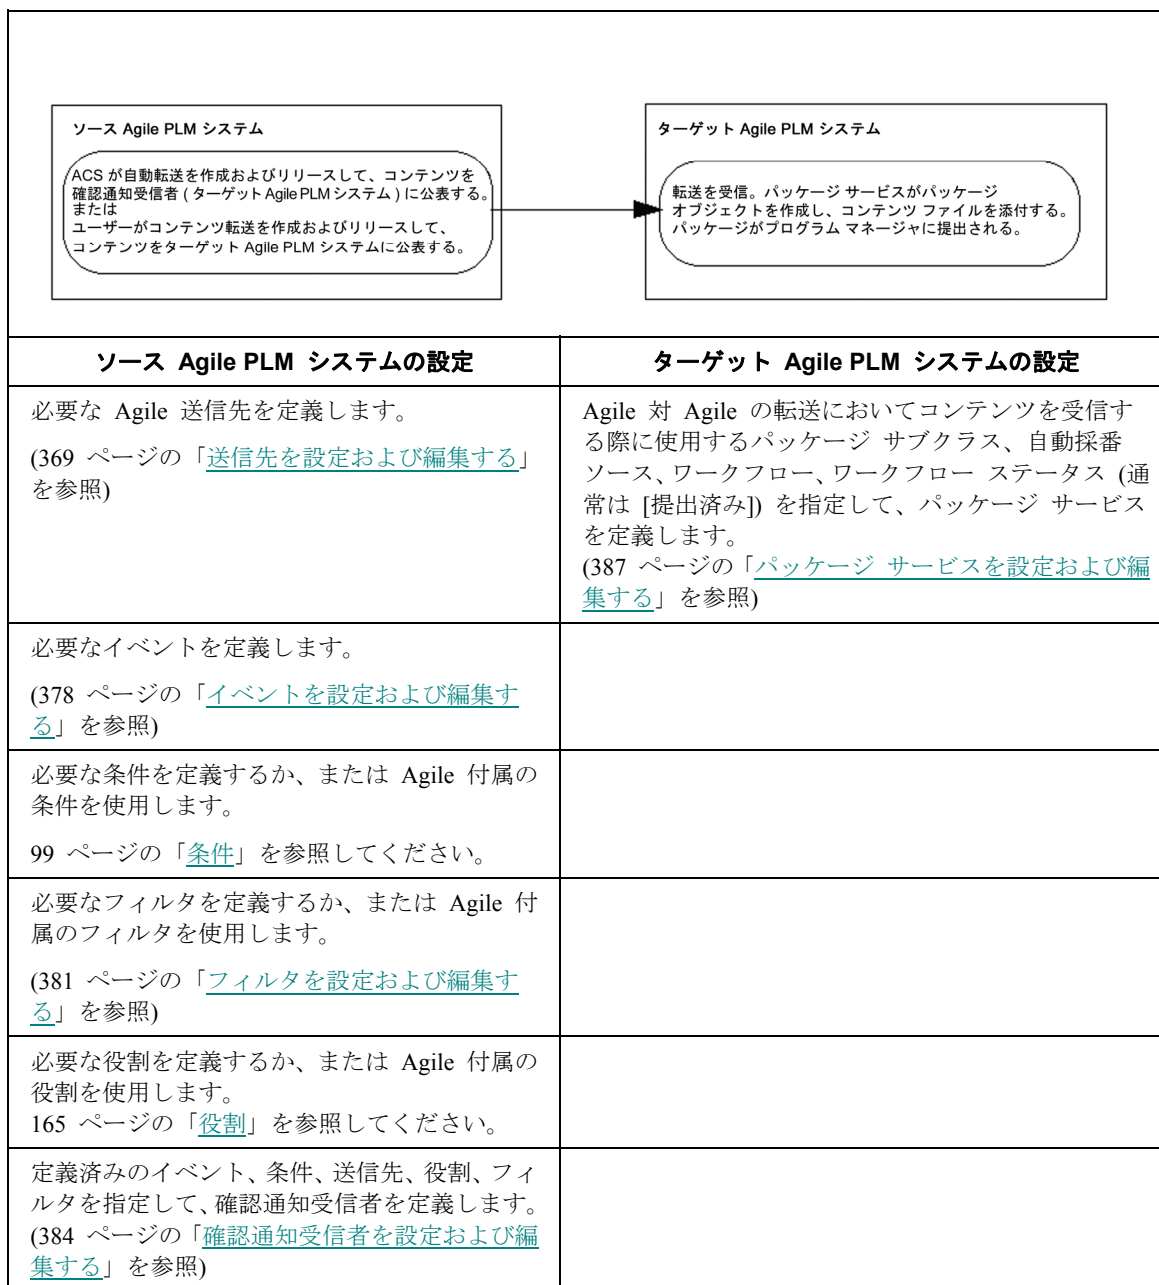 ソース Agile PLM システム
ACS が自動転送を作成およびリリースして、コンテンツを
確認通知受信者 ( ターゲット Agile PLM システム ) に公表する。
または
ユーザーがコンテンツ転送を作成およびリリースして、
コンテンツをターゲット Agile PLM システムに公表する。
ターゲット Agile PLM システム
転送を受信。パッケージ サービスがパッケージ
オブジェクトを作成し、コンテンツ ファイルを添付する。
パッケージがプログラム マネージャに提出される。
ソース Agile PLM システムの設定
ターゲット Agile PLM システムの設定
必要な Agile 送信先を定義します。
(369 ページの「送信先を設定および編集する」
を参照)
Agile 対 Agile の転送においてコンテンツを受信す
る際に使用するパッケージ サブクラス、自動採番
ソース、ワークフロー、ワークフロー ステータス (通
常は [提出済み]) を指定して、パッケージ サービス
を定義します。
(387 ページの「パッケージ サービスを設定および編
集する」を参照)
必要なイベントを定義します。
(378 ページの「イベントを設定および編集す
る」を参照)
必要な条件を定義するか、または Agile 付属の
条件を使用します。
99 ページの「条件」を参照してください。
必要なフィルタを定義するか、または Agile 付
属のフィルタを使用します。
(381 ページの「フィルタを設定および編集す
る」を参照)
必要な役割を定義するか、または Agile 付属の
役割を使用します。
165 ページの「役割」を参照してください。
定義済みのイベント、条件、送信先、役割、フィ
ルタを指定して、確認通知受信者を定義します。
(384 ページの「確認通知受信者を設定および編
集する」を参照)